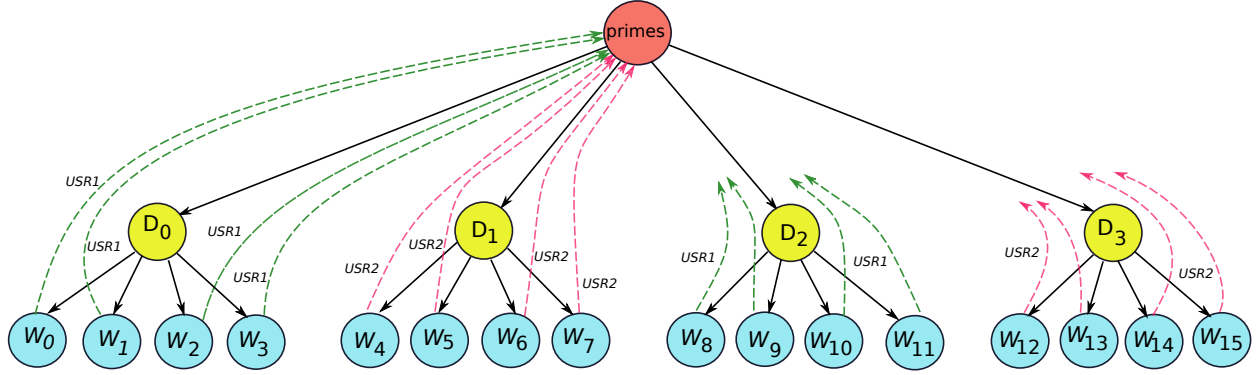 primes
USR1
D0
D1
D2
D3
USR1
USR1
USR1
USR2
USR2
USR2
USR2
USR1
USR1
USR2
USR2
W0
W1
W2
W3
W4
W5
W6
W7
W8
W9
W10
W11
W12
W13
W14
W15